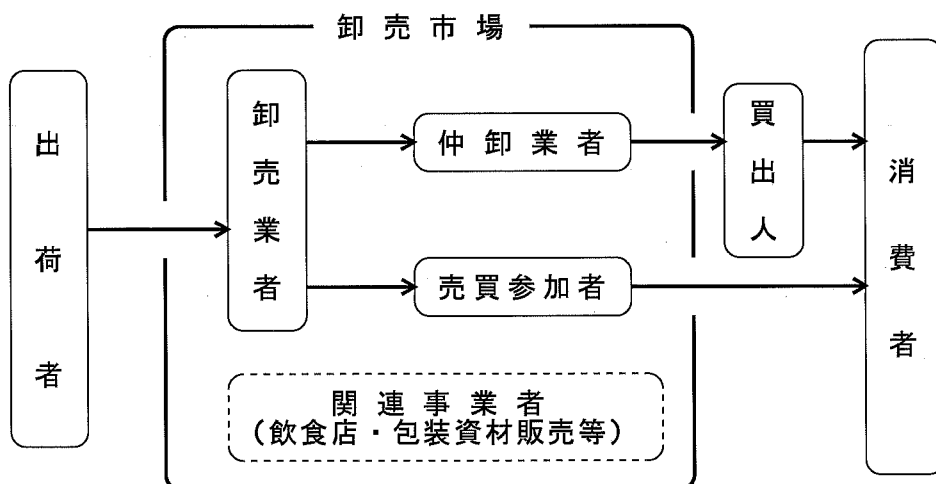 卸売市場
出荷者
卸売業者
仲卸業者
売買参加者
買出人
消費者
関連事業者
(飲食店・包装資材販売等)